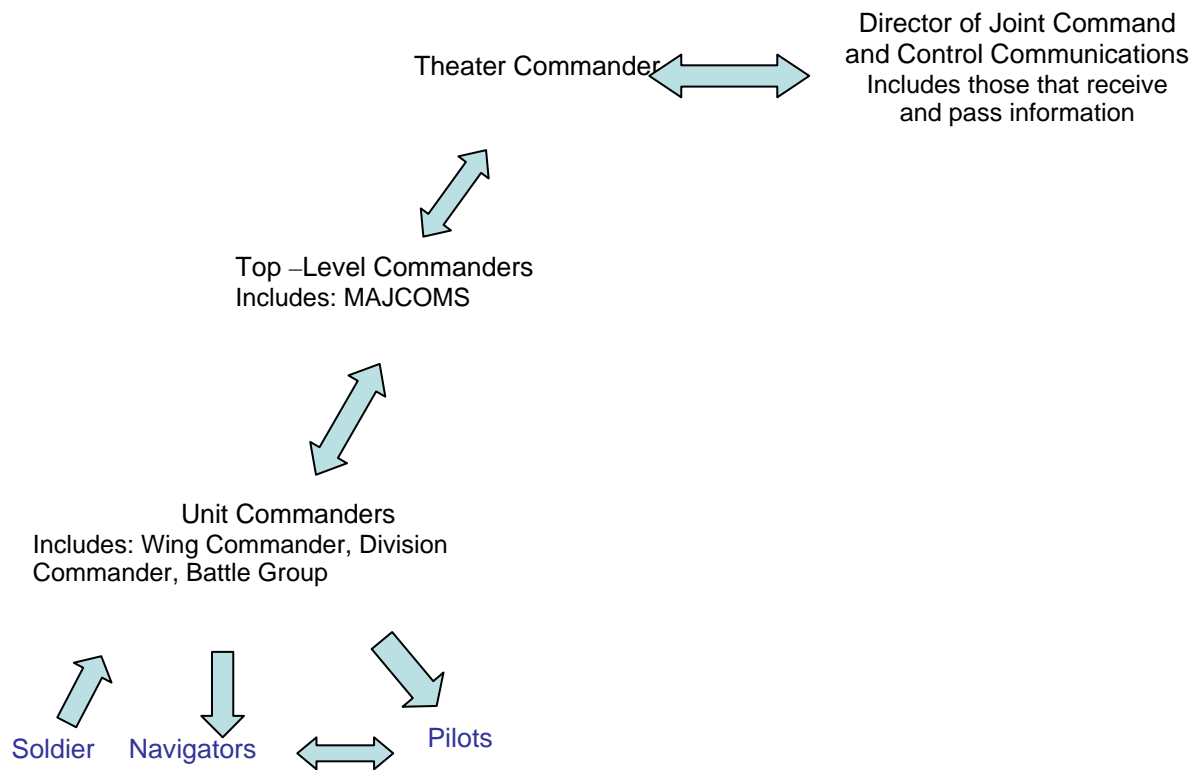 Director of Joint Command
and Control Communications
Includes those that receive
and pass information
Theater Commander
Top –Level Commanders
Includes: MAJCOMS
Unit Commanders
Includes: Wing Commander, Division
Commander, Battle Group
Soldier
Navigators
Pilots